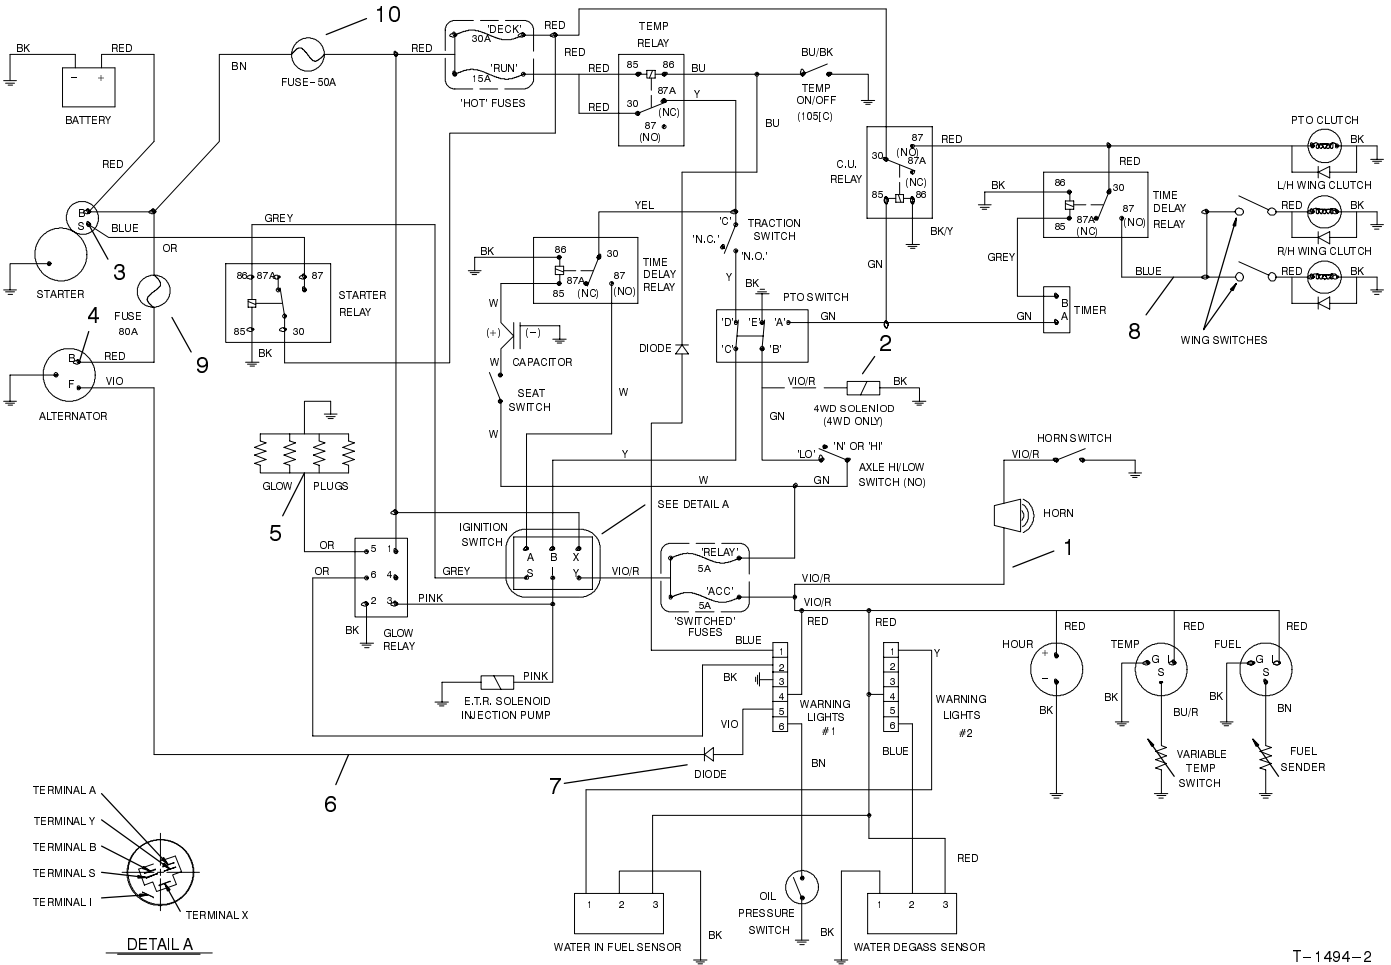 10
BK
RED
BATTERY
BN
FUSE-50A
RED
'DECK'
30A
'RUN'
15A
'HOT' FUSES
RED
RED
TEMP
RELAY
85
86
RED
BU
87A
Y
30
(NC)
RED
87
(NO)
BU/BK
TEMP
ON/OFF
(105[C)
BU
RED
B
S
BLUE
3
STARTER
OR
FUSE
80A
9
4
B
RED
F
VIO
ALTERNATOR
GREY
86
87A
87
85
30
BK
STARTER
RELAY
C.U.
RELAY
87
(NO)
30
87A
(NC)
85
86
RED
BK/Y
GN
PTO CLUTCH
BK
L/H WING CLUTCH
RED
BK
R/H WING CLUTCH
RED
BK
RED
BK
86
30
87
85
87A
(NC)
(NO)
TIME
DELAY
RELAY
GREY
BLUE
8
WING SWITCHES
B
A
TIMER
GN
YEL
'C'
TRACTION
SWITCH
'N.C.'
'N.O.'
Y
BK
BK
86
30
87
85
87A
(NC)
(NO)
TIME
DELAY
RELAY
W
(+)
(-)
CAPACITOR
W
SEAT
SWITCH
W
W
DIODE
PTO SWITCH
'D'
'E'
'A'
'C'
'B'
GN
2
VIO/R
BK
4WD SOLENIOD
(4WD ONLY)
GN
'N' OR 'HI'
'LO'
AXLE HI/LOW
SWITCH (NO)
Y
W
GN
HORN SWITCH
VIO/R
HORN
1
GLOW PLUGS
5
OR
OR
5
1
6
4
2
3
BK
GLOW
RELAY
GREY
PINK
IGINITION
SWITCH
SEE DETAIL A
A
B
X
S
Y
VIO/R
'RELAY'
5A
'ACC'
5A
'SWITCHED'
FUSES
VIO/R
VIO/R
PINK
E.T.R. SOLENOID
INJECTION PUMP
BLUE
RED
BK
1
2
3
4
5
6
WARNING
LIGHTS
#1
VIO
BN
RED
1
2
3
4
5
6
Y
WARNING
LIGHTS
#2
BLUE
HOUR
RED
+
-
BK
TEMP
RED
G
U
S
BK
BU/R
VARIABLE
TEMP
SWITCH
FUEL
RED
G
U
S
BK
BN
FUEL
SENDER
6
7
DIODE
TERMINAL A
TERMINAL Y
TERMINAL B
TERMINAL S
TERMINAL I
TERMINAL X
DETAIL A
1
2
3
BK
WATER IN FUEL SENSOR
OIL
PRESSURE
SWITCH
BK
RED
1
2
3
WATER DEGASS SENSOR
T-1494-2